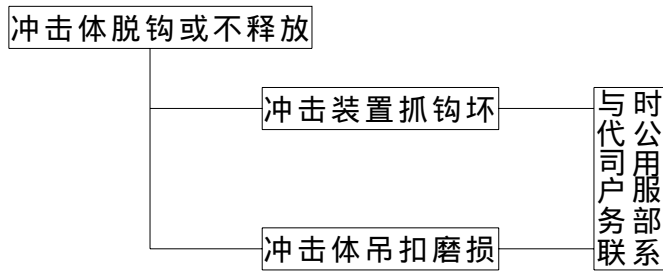 冲击体脱钩或不释放
冲击装置抓钩坏
冲击体吊扣磨损
与时
代公
司用
户服
务部
联系